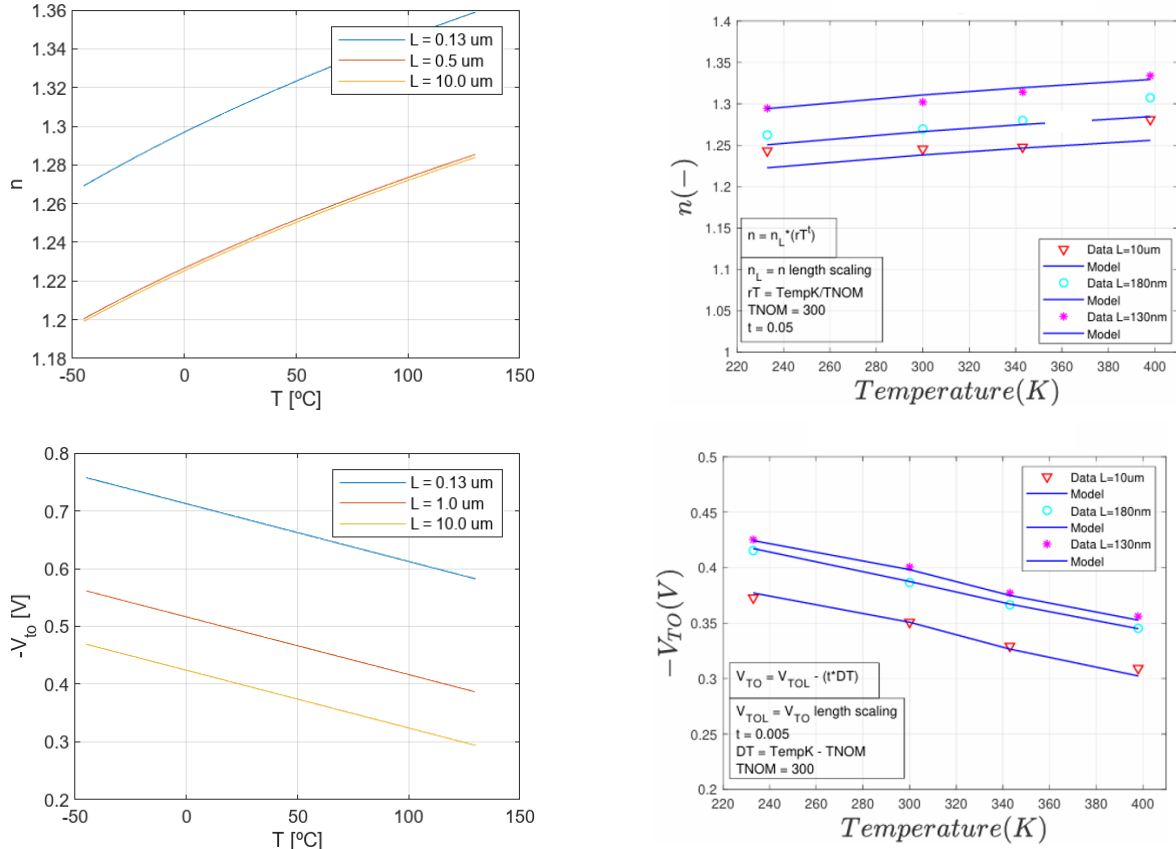 1.36
1.34
1.32
1.3
1.28
1.26
1.24
1.22
1.2
1.18
n
-50
0
50
100
150
T [ºC]
L = 0.13 um
L = 0.5 um
L = 10.0 um
1.4
1.35
1.3
1.25
1.2
1.15
1.1
1.05
1
n(−)
n = n_L*(rT^t)
n_L = n length scaling
rT = TempK/TNOM
TNOM = 300
t = 0.05
Data L=10um
Model
Data L=180nm
Model
Data L=130nm
Model
220
240
260
280
300
320
340
360
380
400
Temperature(K)
0.8
0.7
0.6
0.5
0.4
0.3
0.2
-V_to [V]
-50
0
50
100
150
T [ºC]
L = 0.13 um
L = 1.0 um
L = 10.0 um
0.5
0.45
0.4
0.35
0.3
0.25
0.2
−V_TO(V)
Data L=10um
Model
Data L=180nm
Model
Data L=130nm
Model
V_TO = V_TOL - (t*DT)
V_TOL = V_TO length scaling
t = 0.005
DT = TempK - TNOM
TNOM = 300
220
240
260
280
300
320
340
360
380
400
Temperature(K)